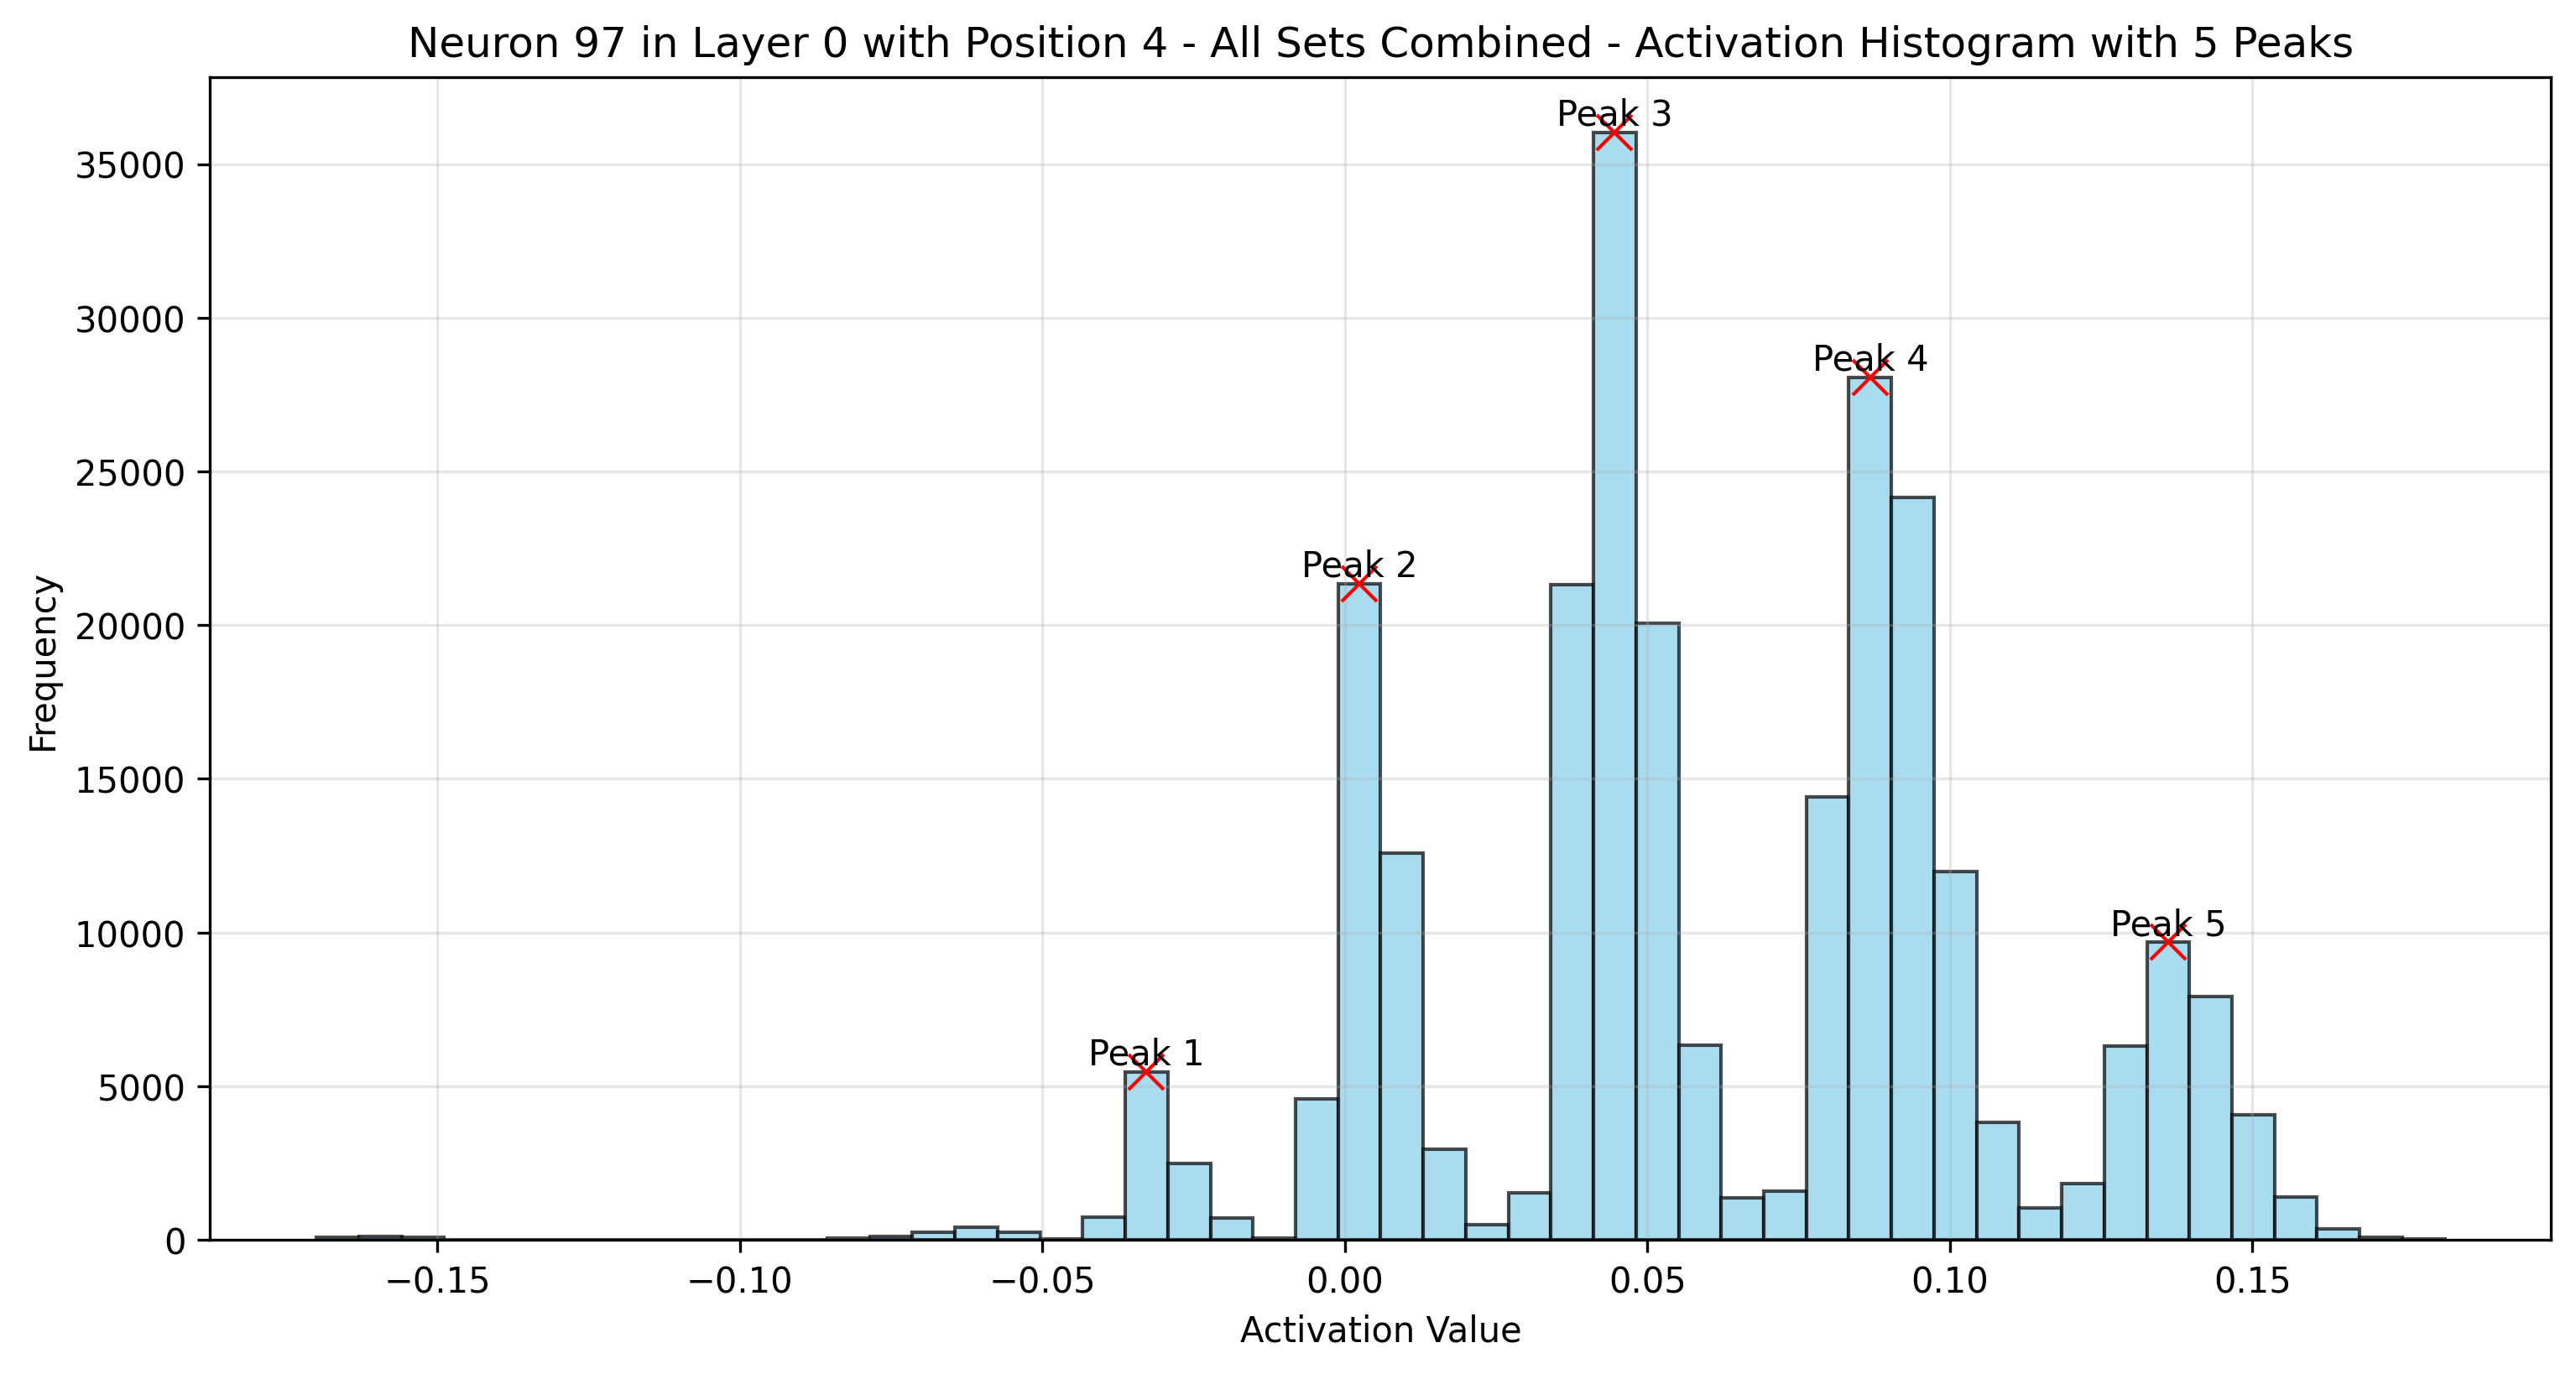 Neuron 97 in Layer 0 with Position 4 - All Sets Combined - Activation Histogram with 5 Peaks
Peak 3
35000
Peak 4
30000
25000
Peak 2
20000
Frequency
15000
Peak 5
10000
Peak 1
5000
0
−0.15 −0.10 −0.05 0.00 0.05 0.10 0.15
Activation Value